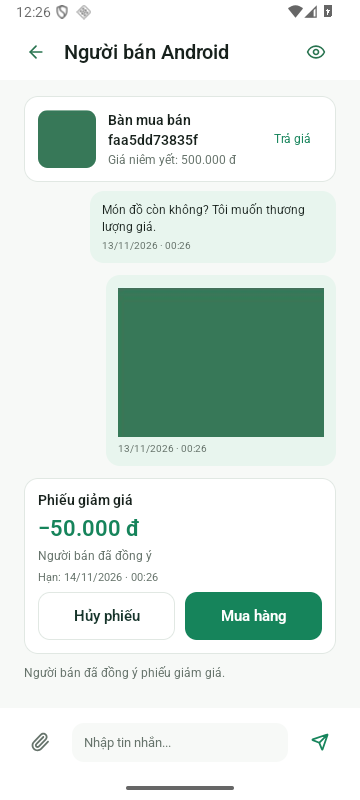 12:26
Người bán Android
Bàn mua bán
faa5dd73835f
Giá niêm yết: 500.000 đ
Trả giá
Món đồ còn không? Tôi muốn thương
lượng giá.
13/11/2026 · 00:26
13/11/2026 · 00:26
Phiếu giảm giá
−50.000 đ
Người bán đã đồng ý
Hạn: 14/11/2026 · 00:26
Hủy phiếu
Mua hàng
Người bán đã đồng ý phiếu giảm giá.
Nhập tin nhắn...